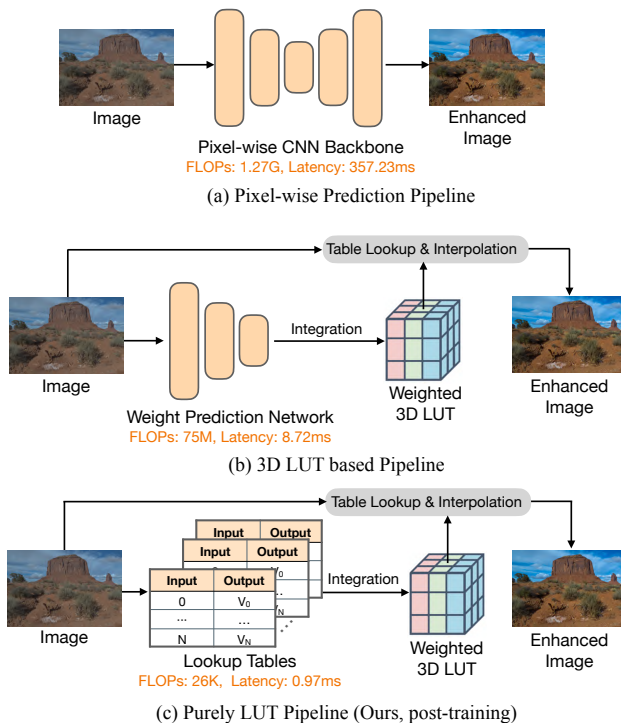 Image
Enhanced
Image
Pixel-wise CNN Backbone
FLOPs: 1.27G, Latency: 357.23ms
(a) Pixel-wise Prediction Pipeline
Table Lookup & Interpolation
Integration
Image
Weighted
3D LUT
Enhanced
Image
Weight Prediction Network
FLOPs: 75M, Latency: 8.72ms
(b) 3D LUT based Pipeline
Table Lookup & Interpolation
Input Output
Input Output
V₀
Input Output
0 V₀
... ...
N V_N
Integration
Image
Lookup Tables
FLOPs: 26K, Latency: 0.97ms
Weighted
3D LUT
Enhanced
Image
(c) Purely LUT Pipeline (Ours, post-training)